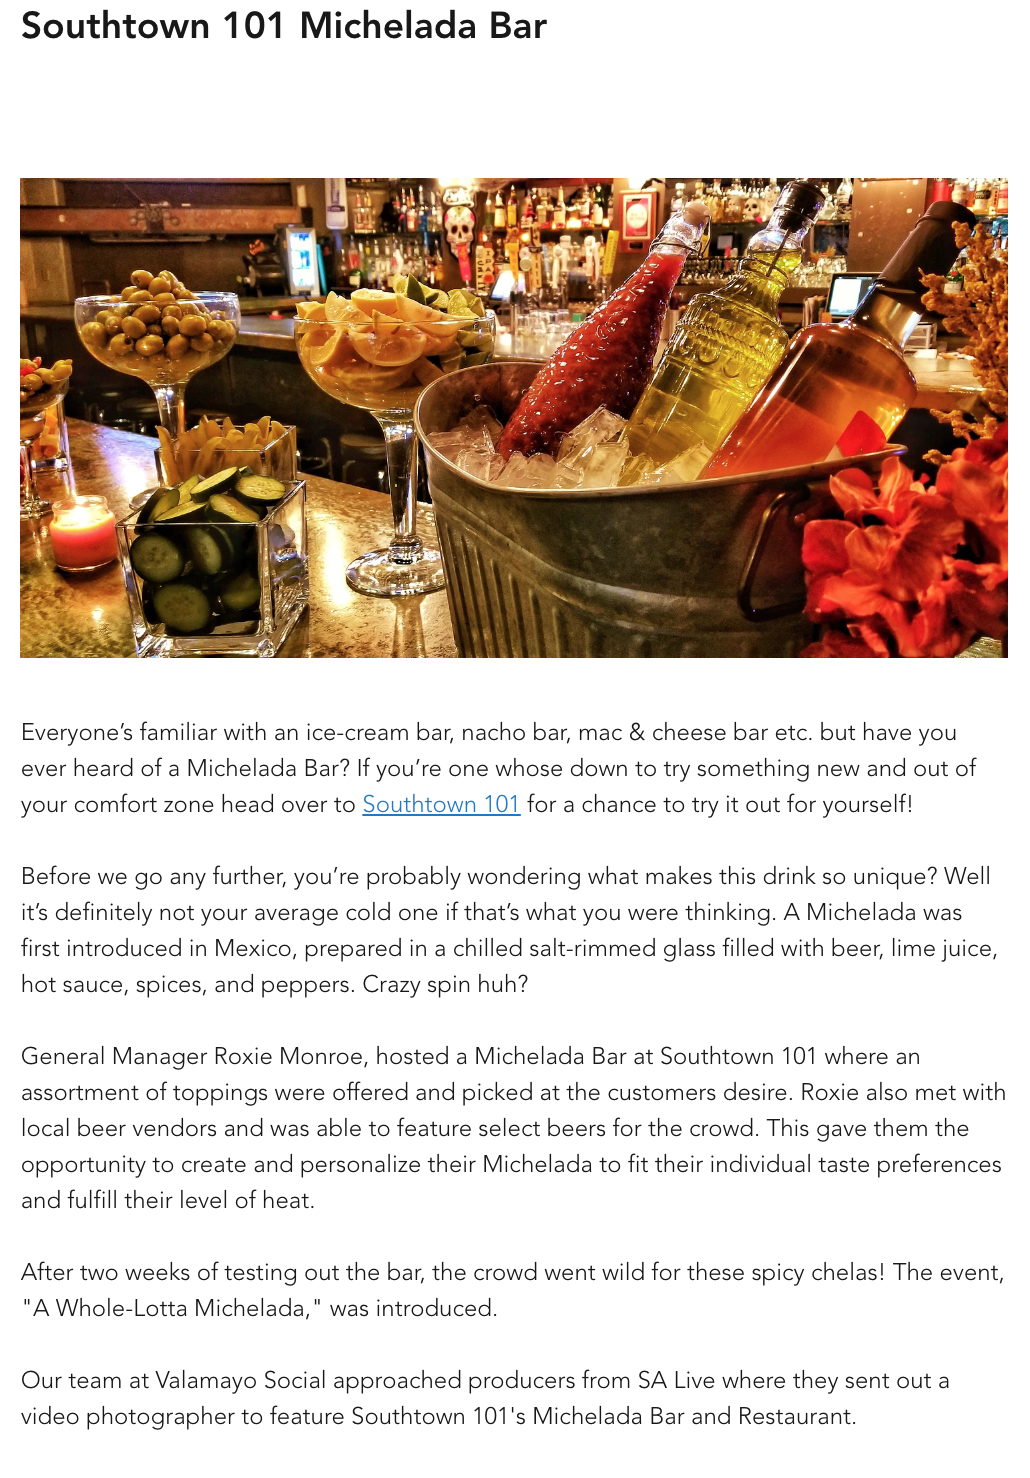 Southtown 101 Michelada Bar
Everyone’s familiar with an ice-cream bar, nacho bar, mac & cheese bar etc. but have you
ever heard of a Michelada Bar? If you’re one whose down to try something new and out of
your comfort zone head over to Southtown 101 for a chance to try it out for yourself!
Before we go any further, you’re probably wondering what makes this drink so unique? Well
it’s definitely not your average cold one if that’s what you were thinking. A Michelada was
first introduced in Mexico, prepared in a chilled salt-rimmed glass filled with beer, lime juice,
hot sauce, spices, and peppers. Crazy spin huh?
General Manager Roxie Monroe, hosted a Michelada Bar at Southtown 101 where an
assortment of toppings were offered and picked at the customers desire. Roxie also met with
local beer vendors and was able to feature select beers for the crowd. This gave them the
opportunity to create and personalize their Michelada to fit their individual taste preferences
and fulfill their level of heat.
After two weeks of testing out the bar, the crowd went wild for these spicy chelas! The event,
"A Whole-Lotta Michelada," was introduced.
Our team at Valamayo Social approached producers from SA Live where they sent out a
video photographer to feature Southtown 101's Michelada Bar and Restaurant.